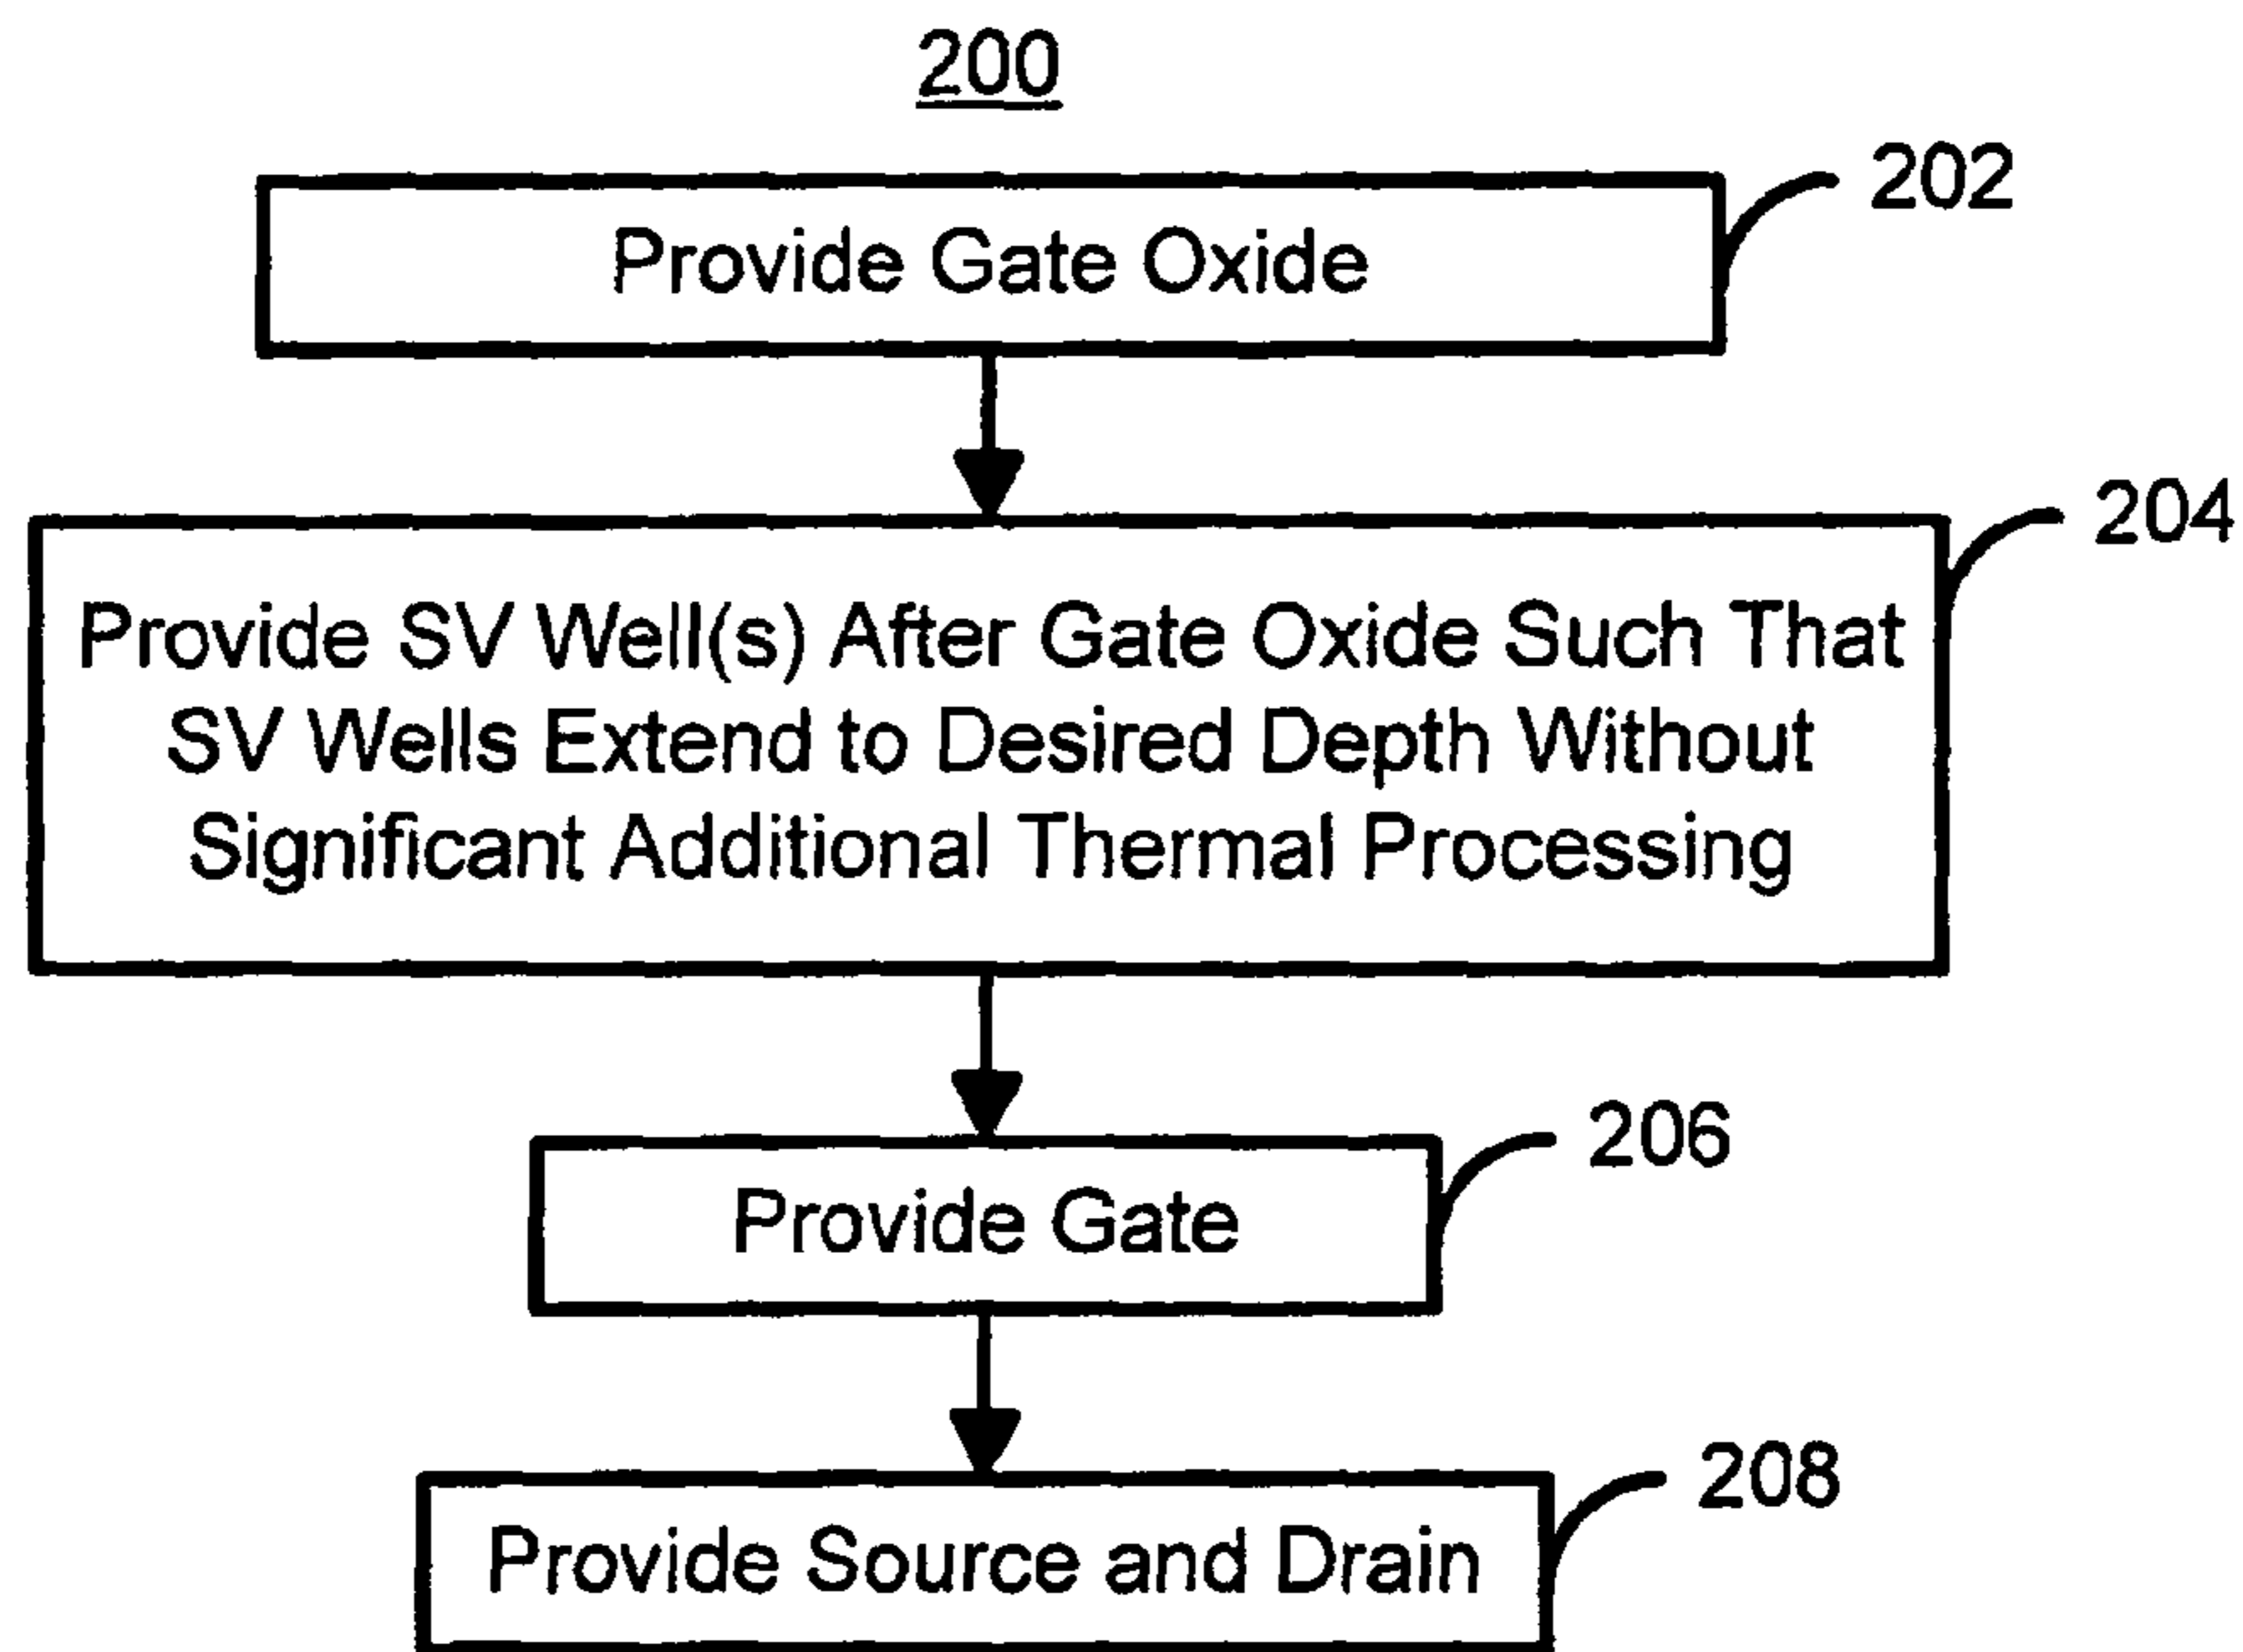 200
202
Provide Gate Oxide
204
Provide SV Well(s) After Gate Oxide Such That
SV Wells Extend to Desired Depth Without
Significant Additional Thermal Processing
206
Provide Gate
208
Provide Source and Drain